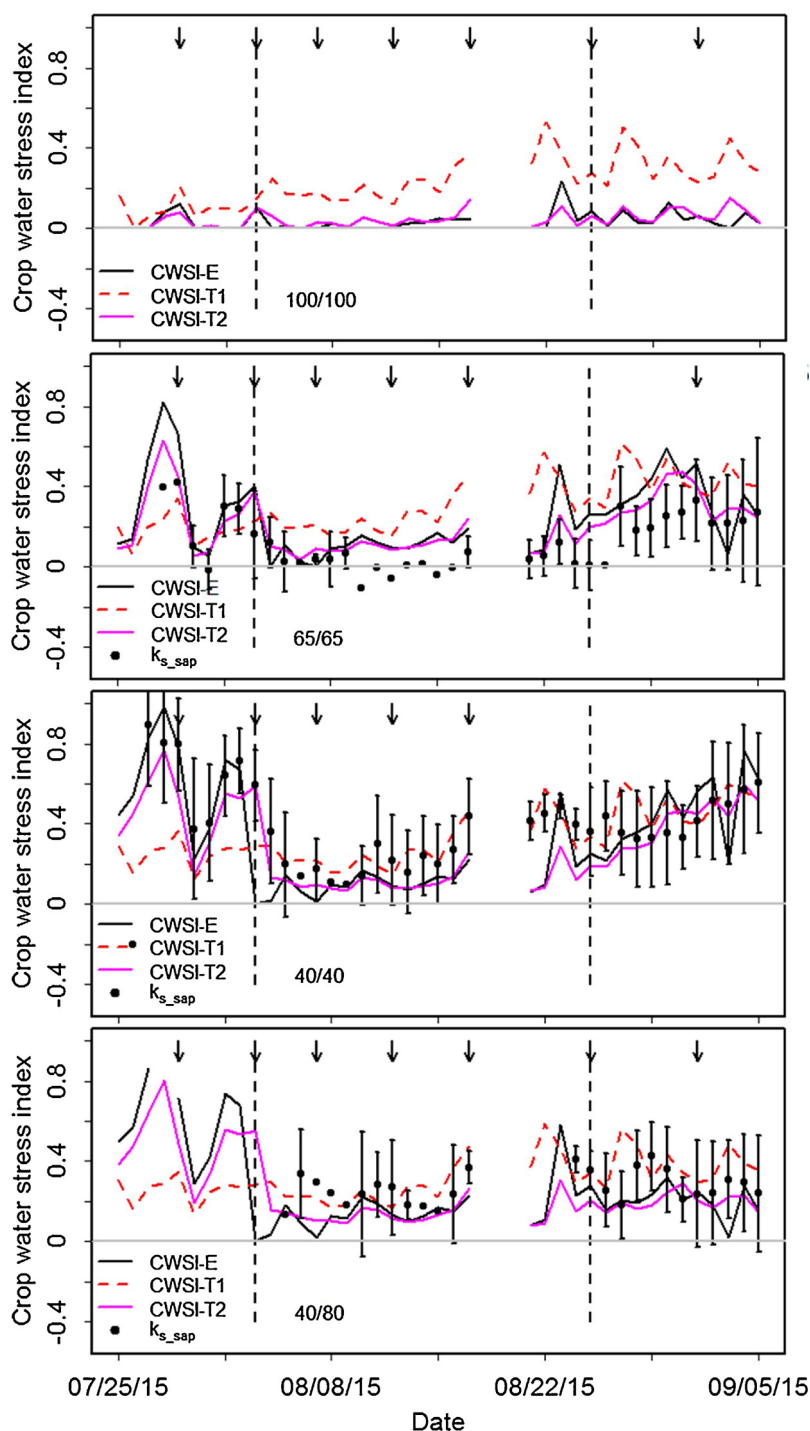 Crop water stress index
0.8
0.4
0
-0.4
CWSI-E
CWSI-T1
CWSI-T2
100/100
Crop water stress index
0.8
0.4
0
-0.4
CWSI-E
CWSI-T1
CWSI-T2
ks_sap
65/65
Crop water stress index
0.8
0.4
0
-0.4
CWSI-E
CWSI-T1
CWSI-T2
ks_sap
40/40
Crop water stress index
0.8
0.4
0
-0.4
CWSI-E
CWSI-T1
CWSI-T2
ks_sap
40/80
07/25/15 08/08/15 08/22/15 09/05/15
Date